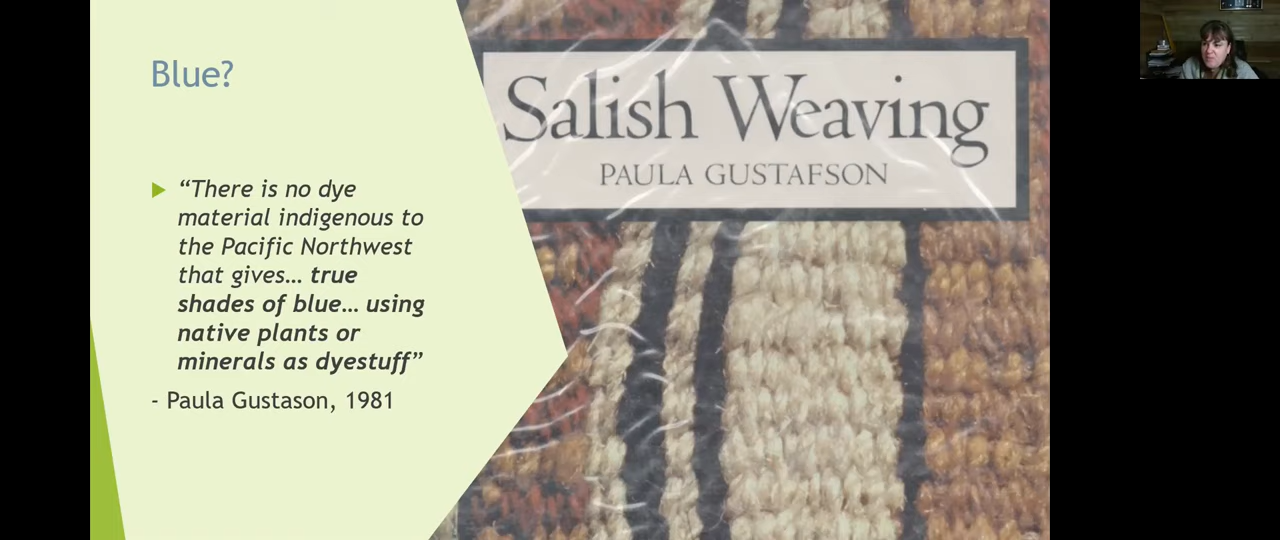 Blue?
“There is no dye
material indigenous to
the Pacific Northwest
that gives… true
shades of blue… using
native plants or
minerals as dyestuff”
- Paula Gustason, 1981
Salish Weaving
PAULA GUSTAFSON